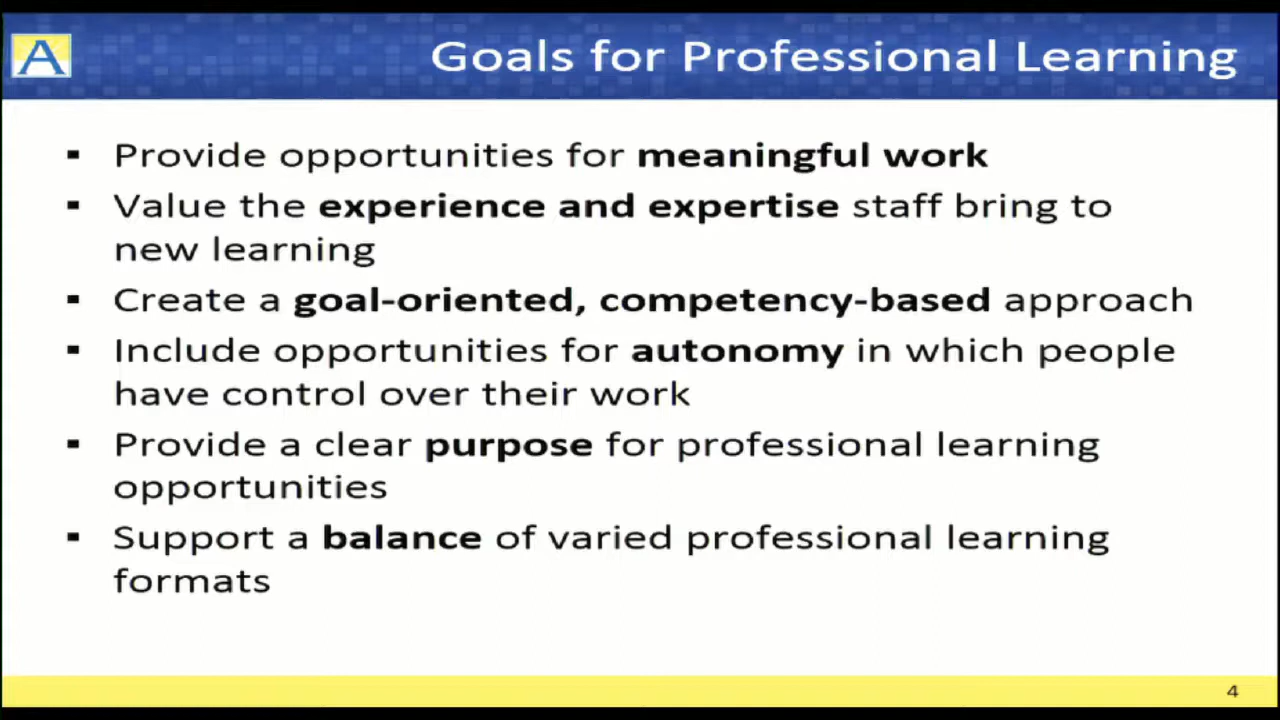 A
Goals for Professional Learning
▪ Provide opportunities for meaningful work
▪ Value the experience and expertise staff bring to
new learning
▪ Create a goal-oriented, competency-based approach
▪ Include opportunities for autonomy in which people
have control over their work
▪ Provide a clear purpose for professional learning
opportunities
▪ Support a balance of varied professional learning
formats
4